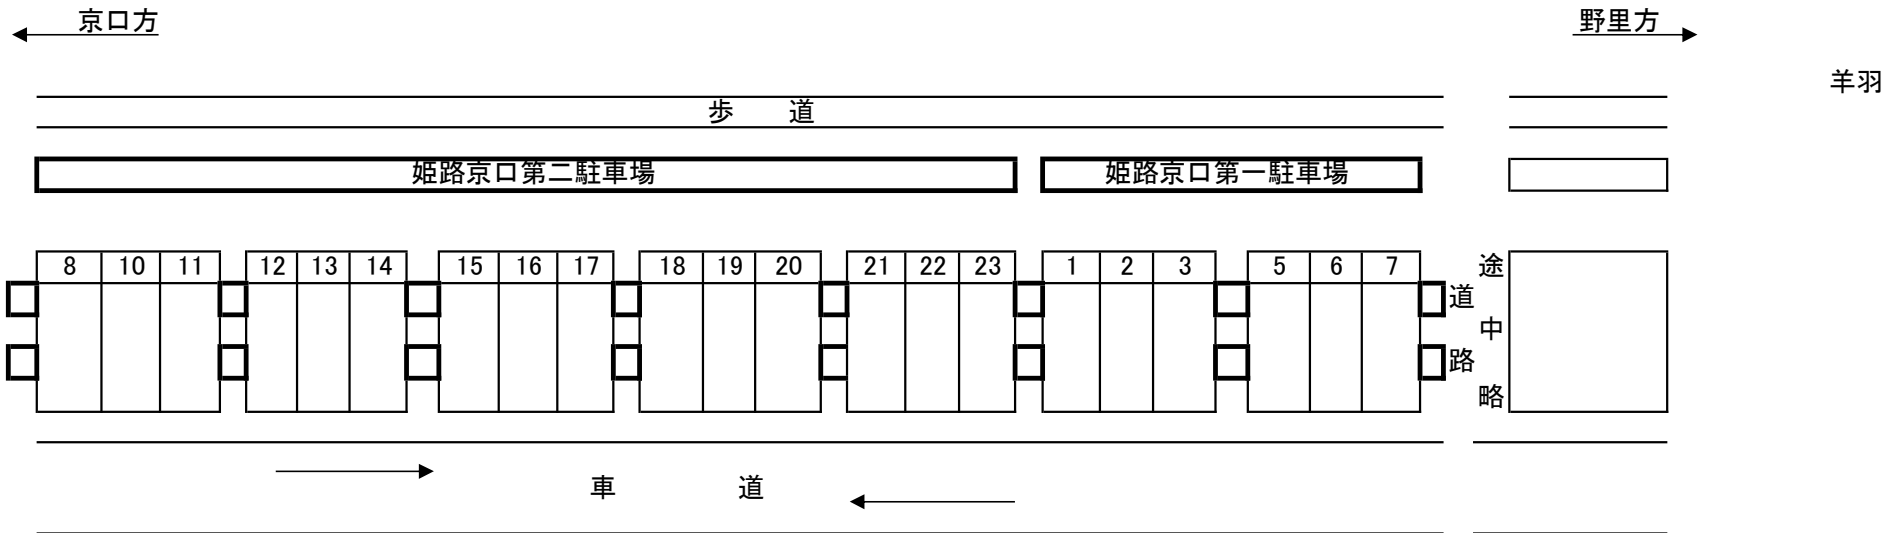 京口方
野里方
羊羽
歩 道
姫路京口第二駐車場
姫路京口第一駐車場
8 10 11 12 13 14 15 16 17 18 19 20 21 22 23 1 2 3 5 6 7
道路
途中略
車 道